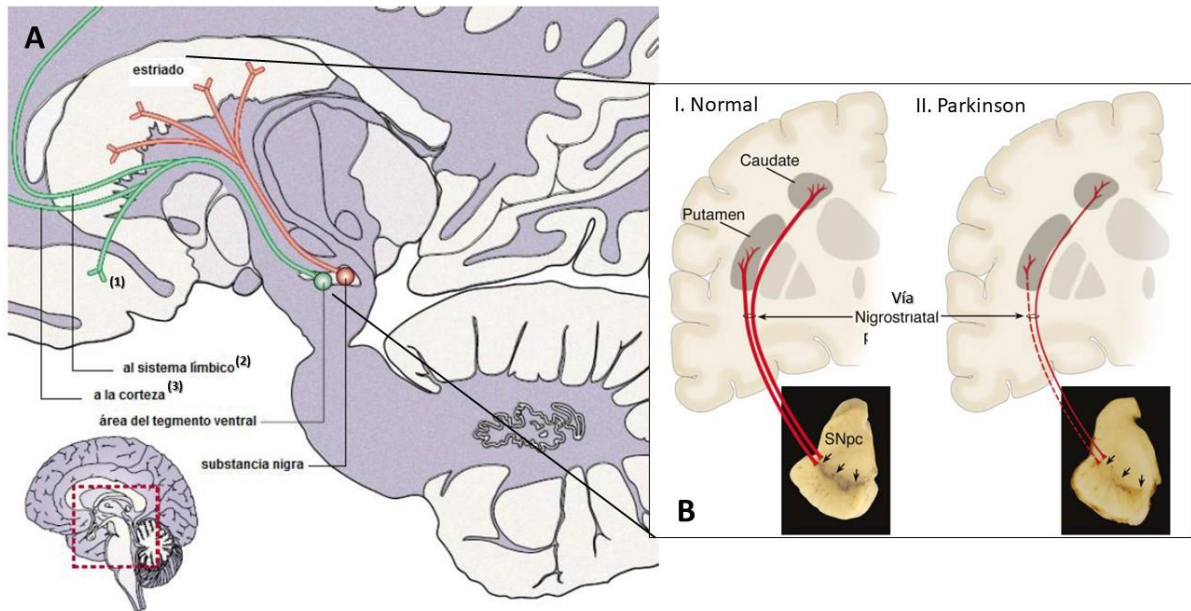 A
estriado
(1)
al sistema límbico(2)
a la corteza(3)
área del tegmento ventral
substancia nigra
I. Normal
II. Parkinson
Caudate
Putamen
Vía
Nigrostriatal
SNpc
B